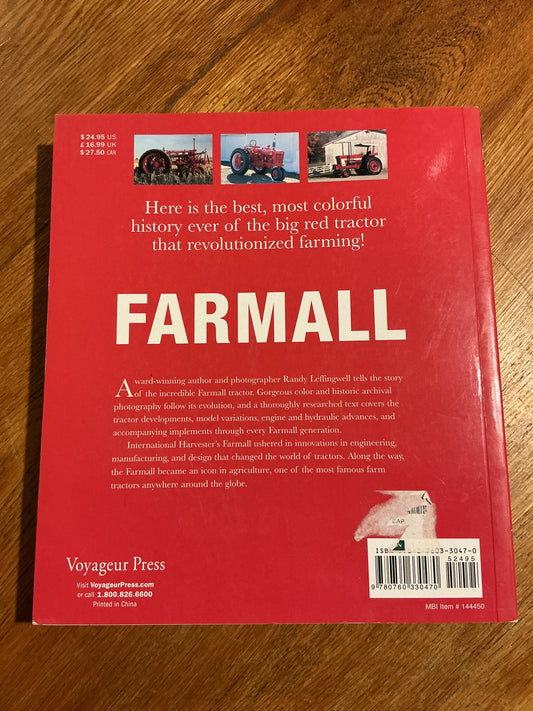 $ 24.95 US
£ 16.99 UK
$ 27.50 CAN
Here is the best, most colorful
history ever of the big red tractor
that revolutionized farming!
FARMALL
Award-winning author and photographer Randy Leffingwell tells the story
of the incredible Farmall tractor. Gorgeous color and historic archival
photography follow its evolution, and a thoroughly researched text covers the
tractor developments, model variations, engine and hydraulic advances, and
accompanying implements through every Farmall generation.
International Harvester's Farmall ushered in innovations in engineering,
manufacturing, and design that changed the world of tractors. Along the way,
the Farmall became an icon in agriculture, one of the most famous farm
tractors anywhere around the globe.
CAP
Voyageur Press
Visit VoyageurPress.com
or call 1.800.826.6600
Printed in China
ISBN 7603-3047-0
52495
9 780760 330470
MBI Item # 144450